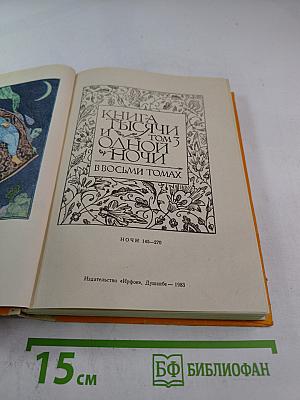 КНИГА
ТЫСЯЧИ
И ТОМ 3
ОДНОЙ
НОЧИ
В ВОСЬМИ ТОМАХ
НОЧИ 145—270
Издательство «Ирфон», Душанбе — 1983
15 см
БФ БИБЛИОФАН